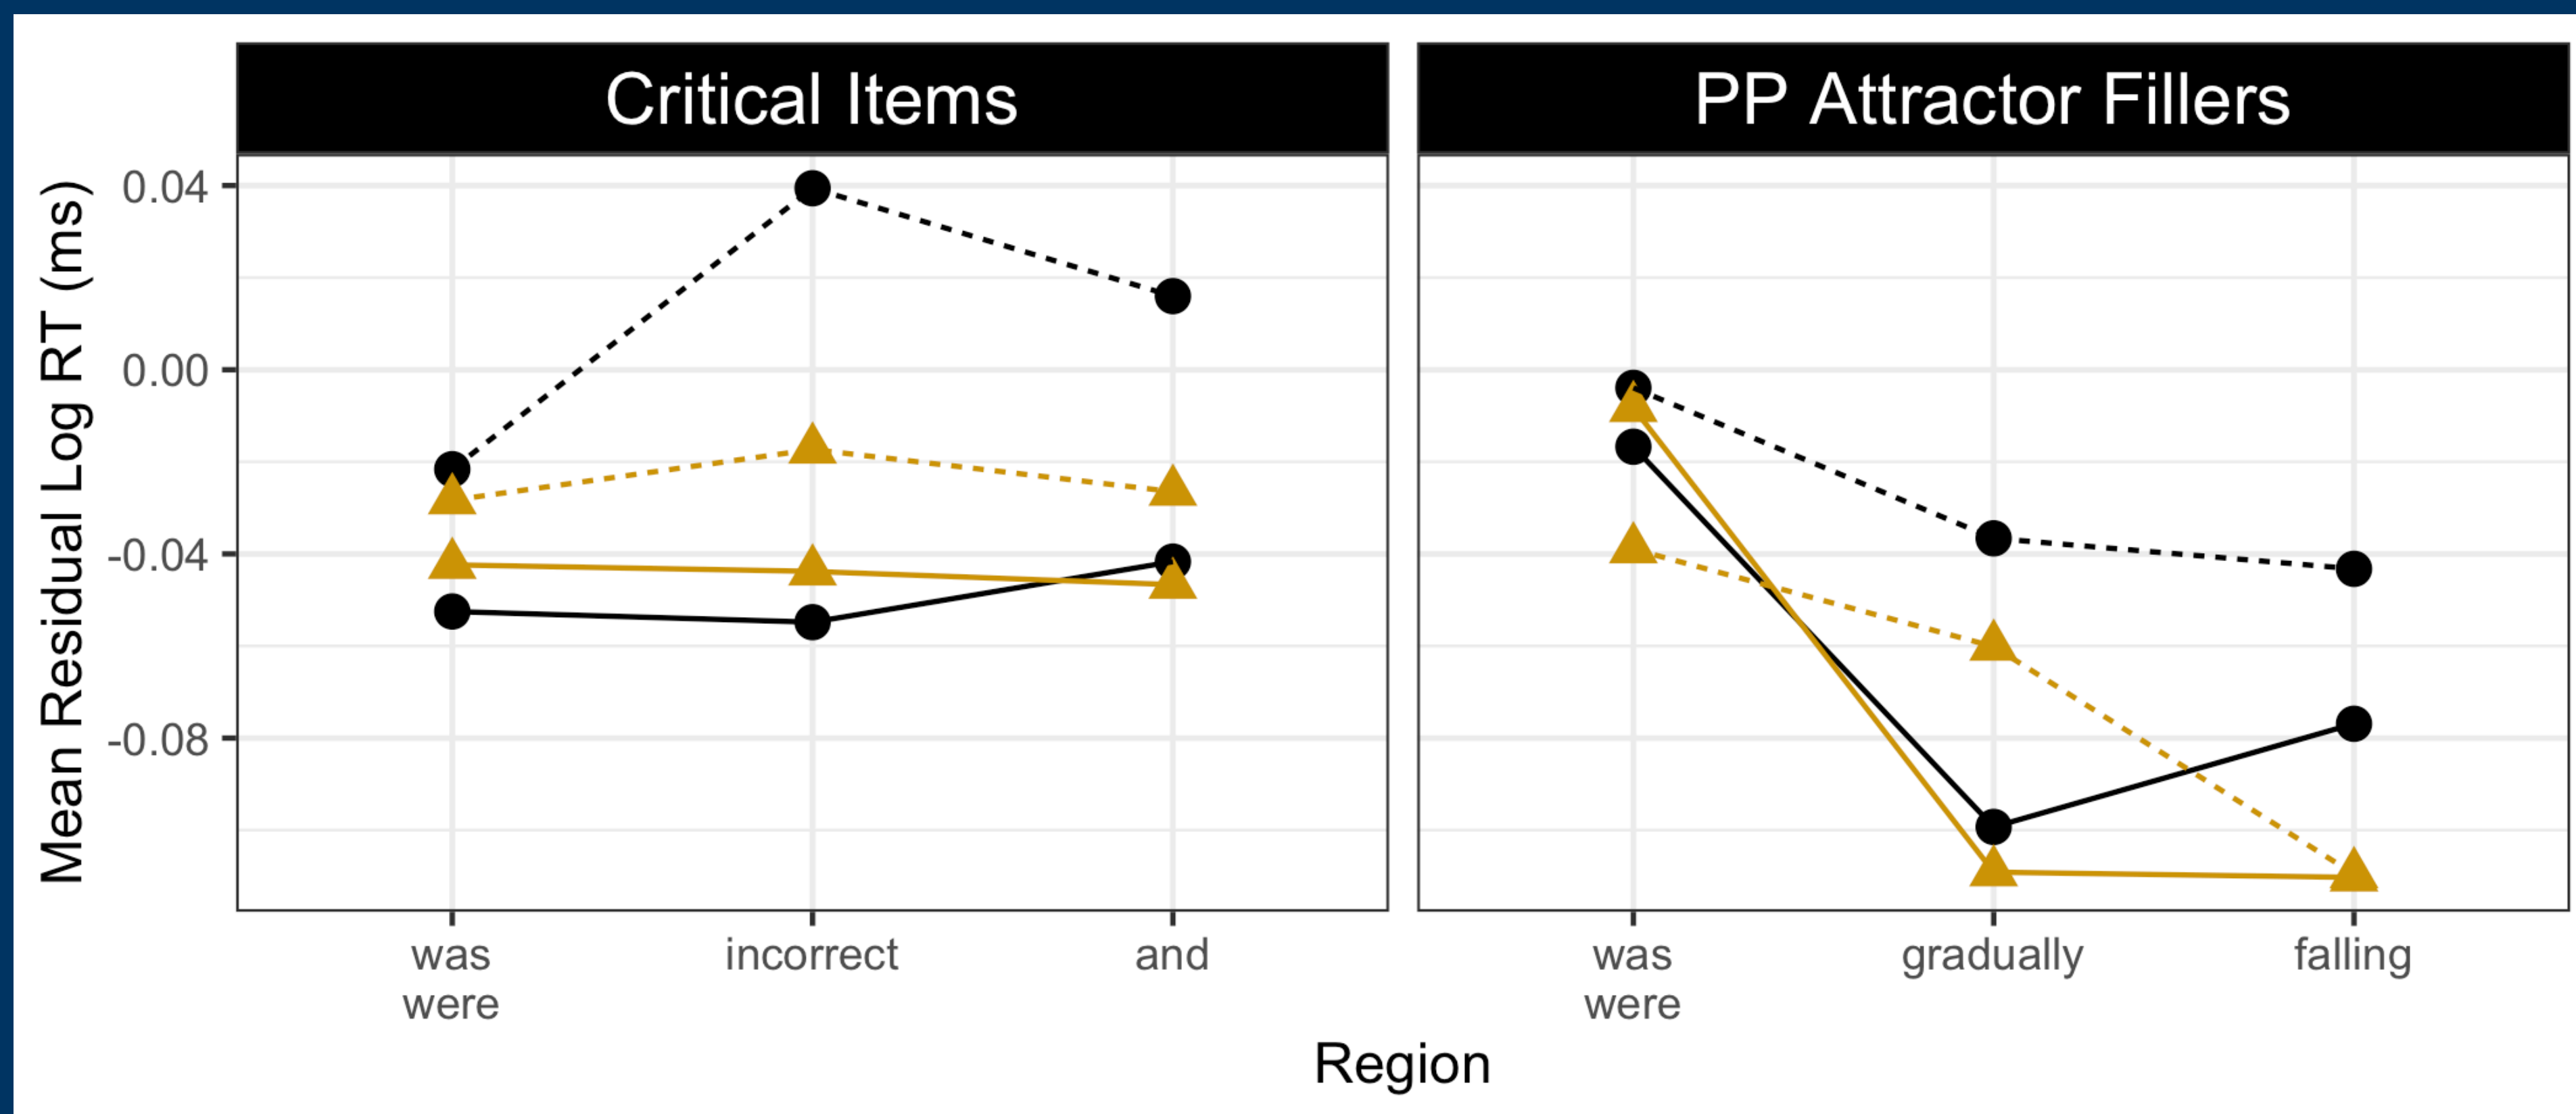 Critical Items
PP Attractor Fillers
Mean Residual Log RT (ms)
0.04
0.00
-0.04
-0.08
was
were
incorrect
and
was
were
gradually
falling
Region